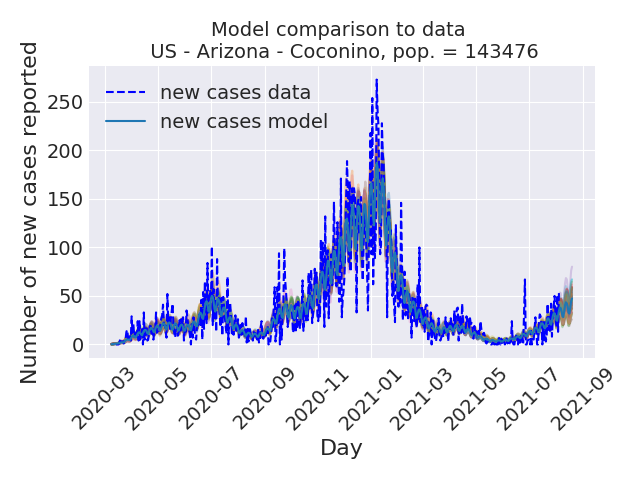 Model comparison to data
US - Arizona - Coconino, pop. = 143476
Number of new cases reported
250
200
150
100
50
0
new cases data
new cases model
2020-03
2020-05
2020-07
2020-09
2020-11
2021-01
2021-03
2021-05
2021-07
2021-09
Day